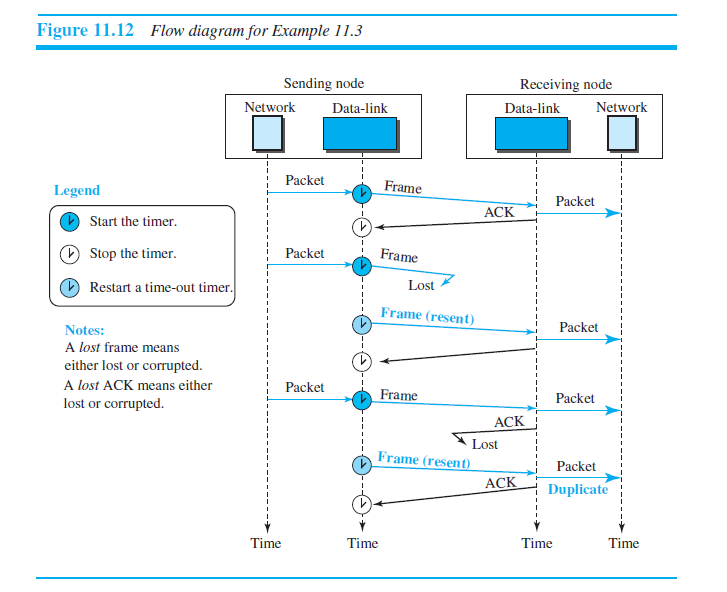 Figure 11.12 Flow diagram for Example 11.3
Sending node
Receiving node
Network
Data-link
Data-link
Network
Legend
Start the timer.
Stop the timer.
Restart a time-out timer.
Notes:
A lost frame means
either lost or corrupted.
A lost ACK means either
lost or corrupted.
Packet
Frame
Packet
ACK
Packet
Frame
Lost
Frame (resent)
Packet
Packet
Frame
Packet
ACK
Lost
Frame (resent)
Packet
ACK
Duplicate
Time
Time
Time
Time